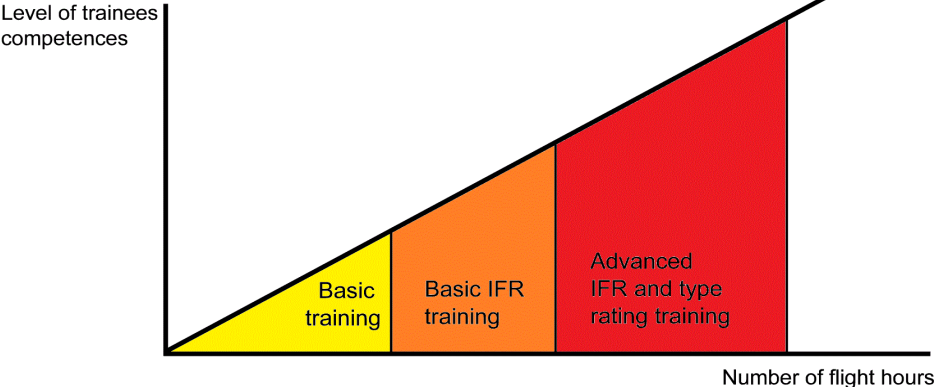 Level of trainees
competences
Basic
training
Basic IFR
training
Advanced
IFR and type
rating training
Number of flight hours